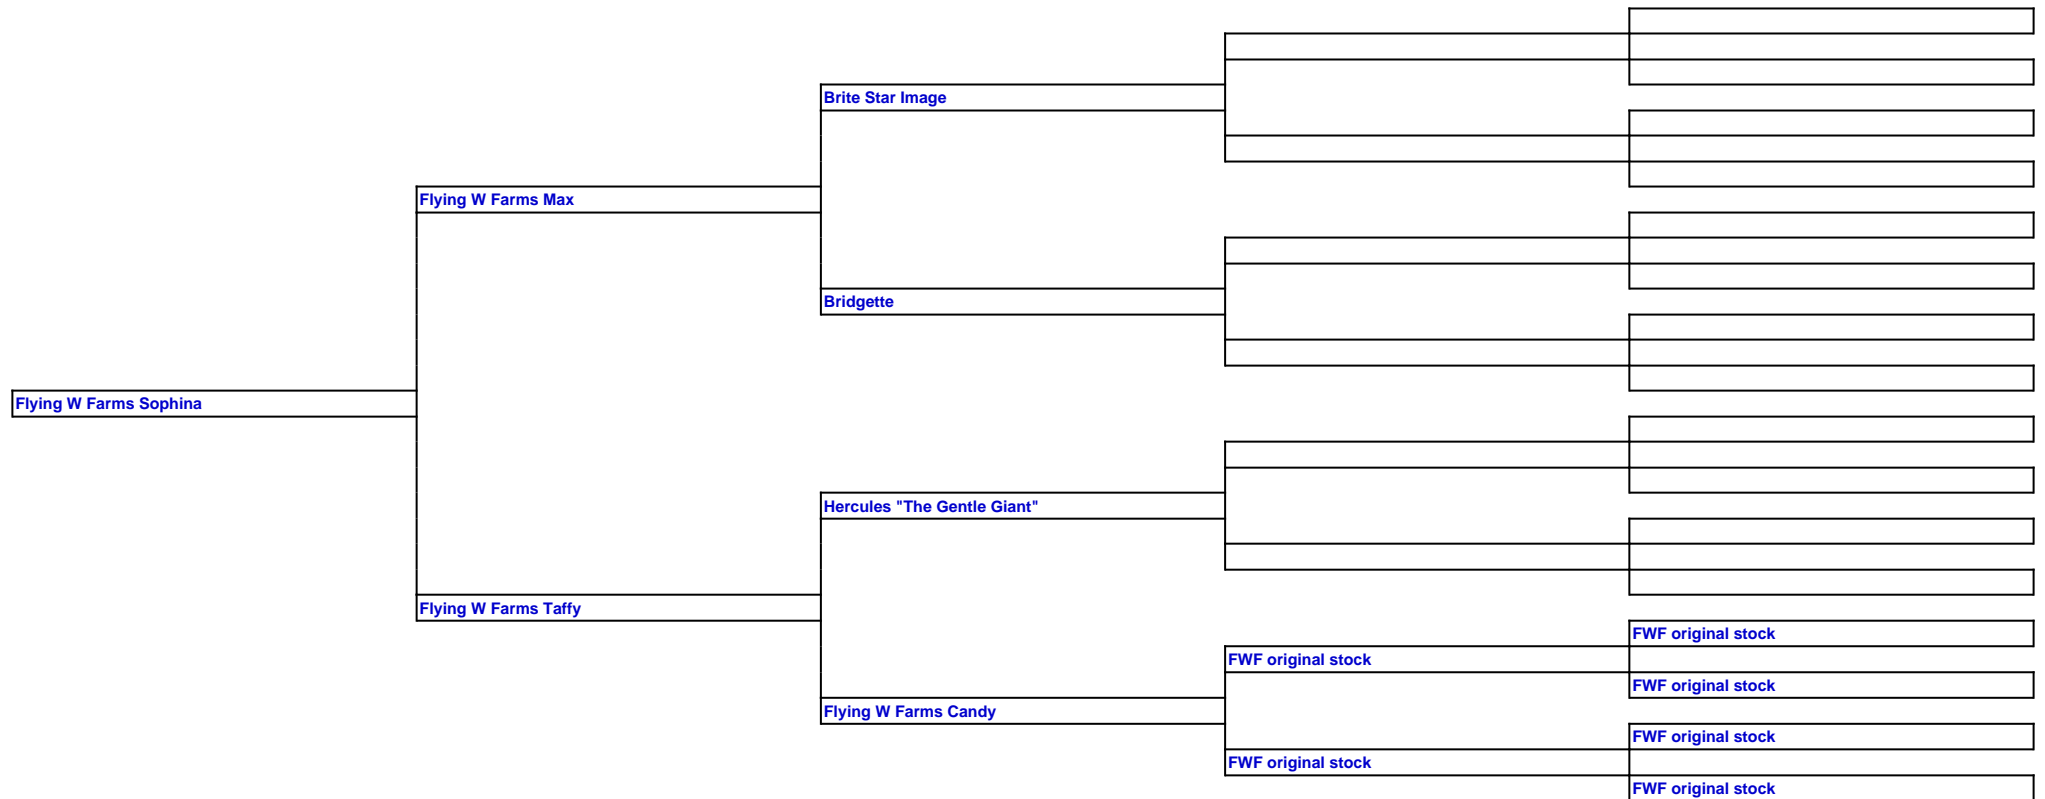 Brite Star Image
Flying W Farms Max
Bridgette
Flying W Farms Sophina
Hercules "The Gentle Giant"
Flying W Farms Taffy
FWF original stock
FWF original stock
FWF original stock
Flying W Farms Candy
FWF original stock
FWF original stock
FWF original stock